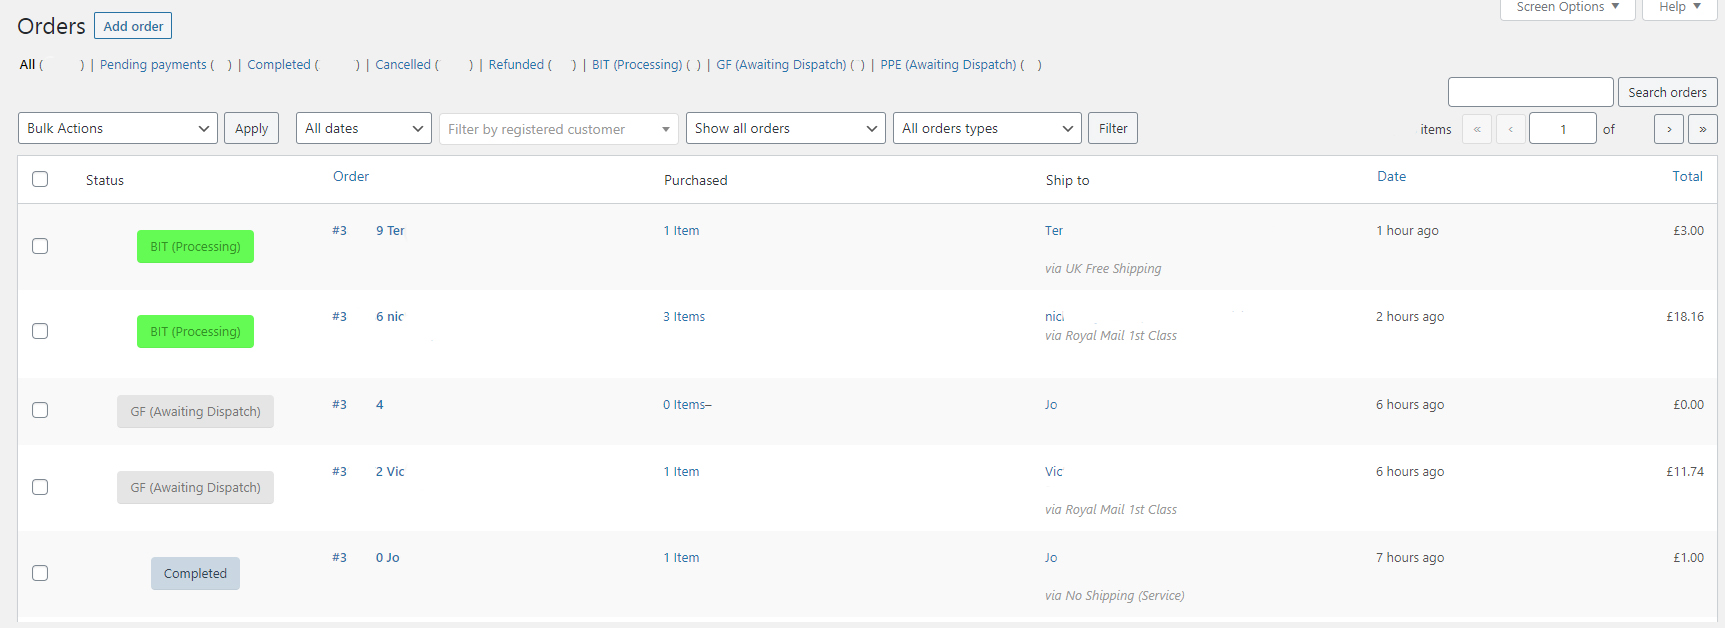 Screen Options ▼ Help ▼
Orders Add order
All ( ) | Pending payments ( ) | Completed ( ) | Cancelled ( ) | Refunded ( ) | BIT (Processing) ( ) | GF (Awaiting Dispatch) ( ) | PPE (Awaiting Dispatch) ( )
Search orders
Bulk Actions Apply All dates Filter by registered customer Show all orders All orders types Filter items « ‹ 1 of › »
Status Order Purchased Ship to Date Total
BIT (Processing) #3 9 Ter 1 Item Ter 1 hour ago £3.00
via UK Free Shipping
BIT (Processing) #3 6 nic 3 Items nic 2 hours ago £18.16
via Royal Mail 1st Class
GF (Awaiting Dispatch) #3 4 0 Items– Jo 6 hours ago £0.00
GF (Awaiting Dispatch) #3 2 Vic 1 Item Vic 6 hours ago £11.74
via Royal Mail 1st Class
Completed #3 0 Jo 1 Item Jo 7 hours ago £1.00
via No Shipping (Service)